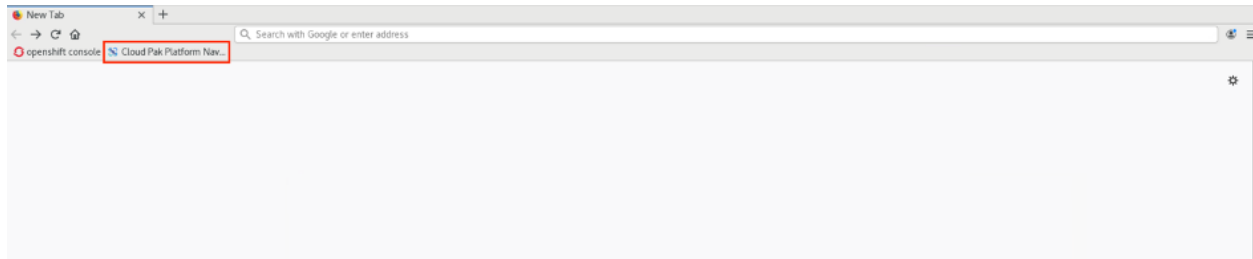 New Tab
Search with Google or enter address
openshift console Cloud Pak Platform Nav...